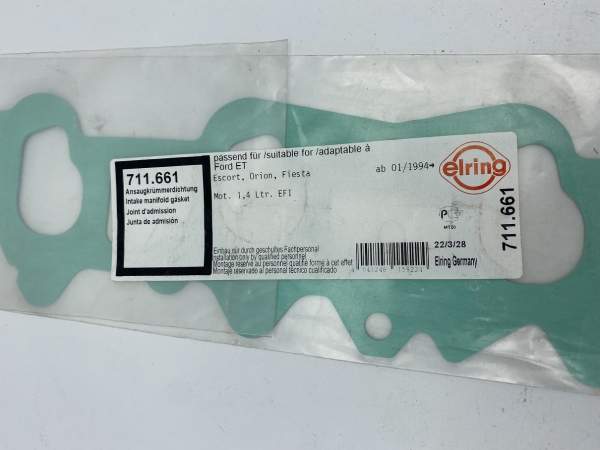 711.661
Ansaugkrümmerdichtung
Intake manifold gasket
Joint d'admission
Junta de admisión
passend für /suitable for /adaptable à
Ford ET
Escort, Orion, Fiesta
ab 01/1994→
Mot. 1,4 Ltr. EFI
elring
711.661
22/3/28
Elring Germany
Einbau nur durch geschultes Fachpersonal
Installation only by qualified personnel
Montage réservé au personnel qualifié formé à cet effet
Montaje reservado al personal técnico cualificado